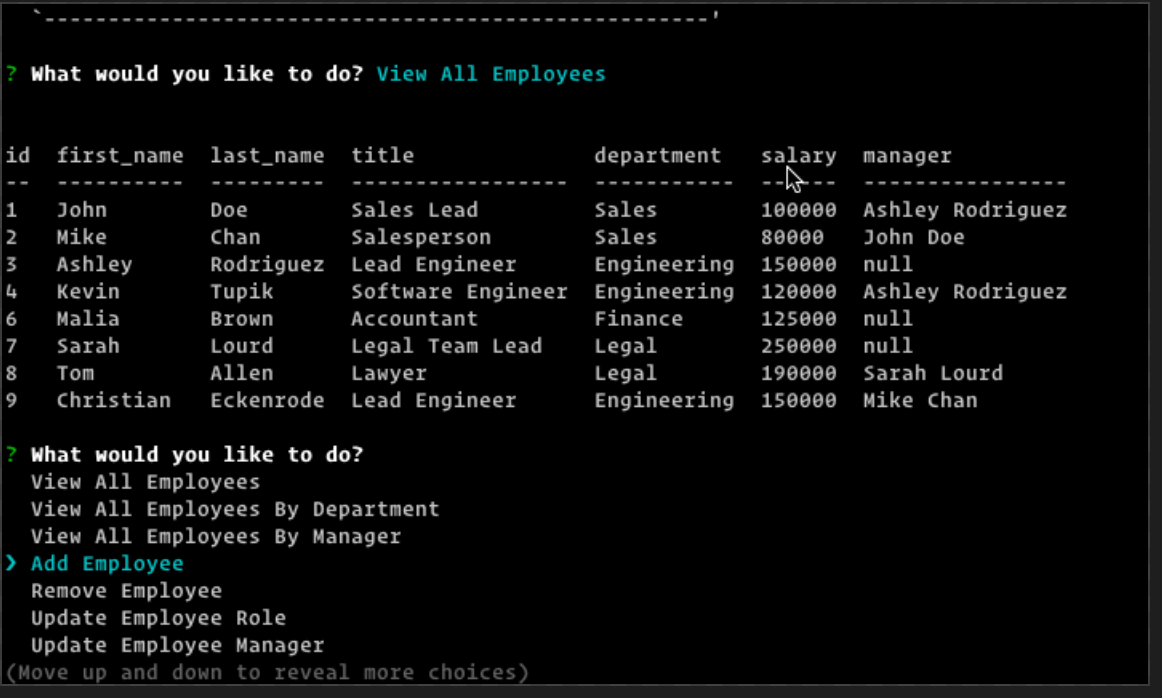 `----------------------------------------------------'
? What would you like to do? View All Employees
id  first_name  last_name  title              department   salary  manager
--  ----------  ---------  -----------------  -----------  ------  ----------------
1   John        Doe        Sales Lead         Sales        100000  Ashley Rodriguez
2   Mike        Chan       Salesperson        Sales        80000   John Doe
3   Ashley      Rodriguez  Lead Engineer      Engineering  150000  null
4   Kevin       Tupik      Software Engineer  Engineering  120000  Ashley Rodriguez
6   Malia       Brown      Accountant         Finance      125000  null
7   Sarah       Lourd      Legal Team Lead    Legal        250000  null
8   Tom         Allen      Lawyer             Legal        190000  Sarah Lourd
9   Christian   Eckenrode  Lead Engineer      Engineering  150000  Mike Chan
? What would you like to do?
View All Employees
View All Employees By Department
View All Employees By Manager
❯ Add Employee
Remove Employee
Update Employee Role
Update Employee Manager
(Move up and down to reveal more choices)